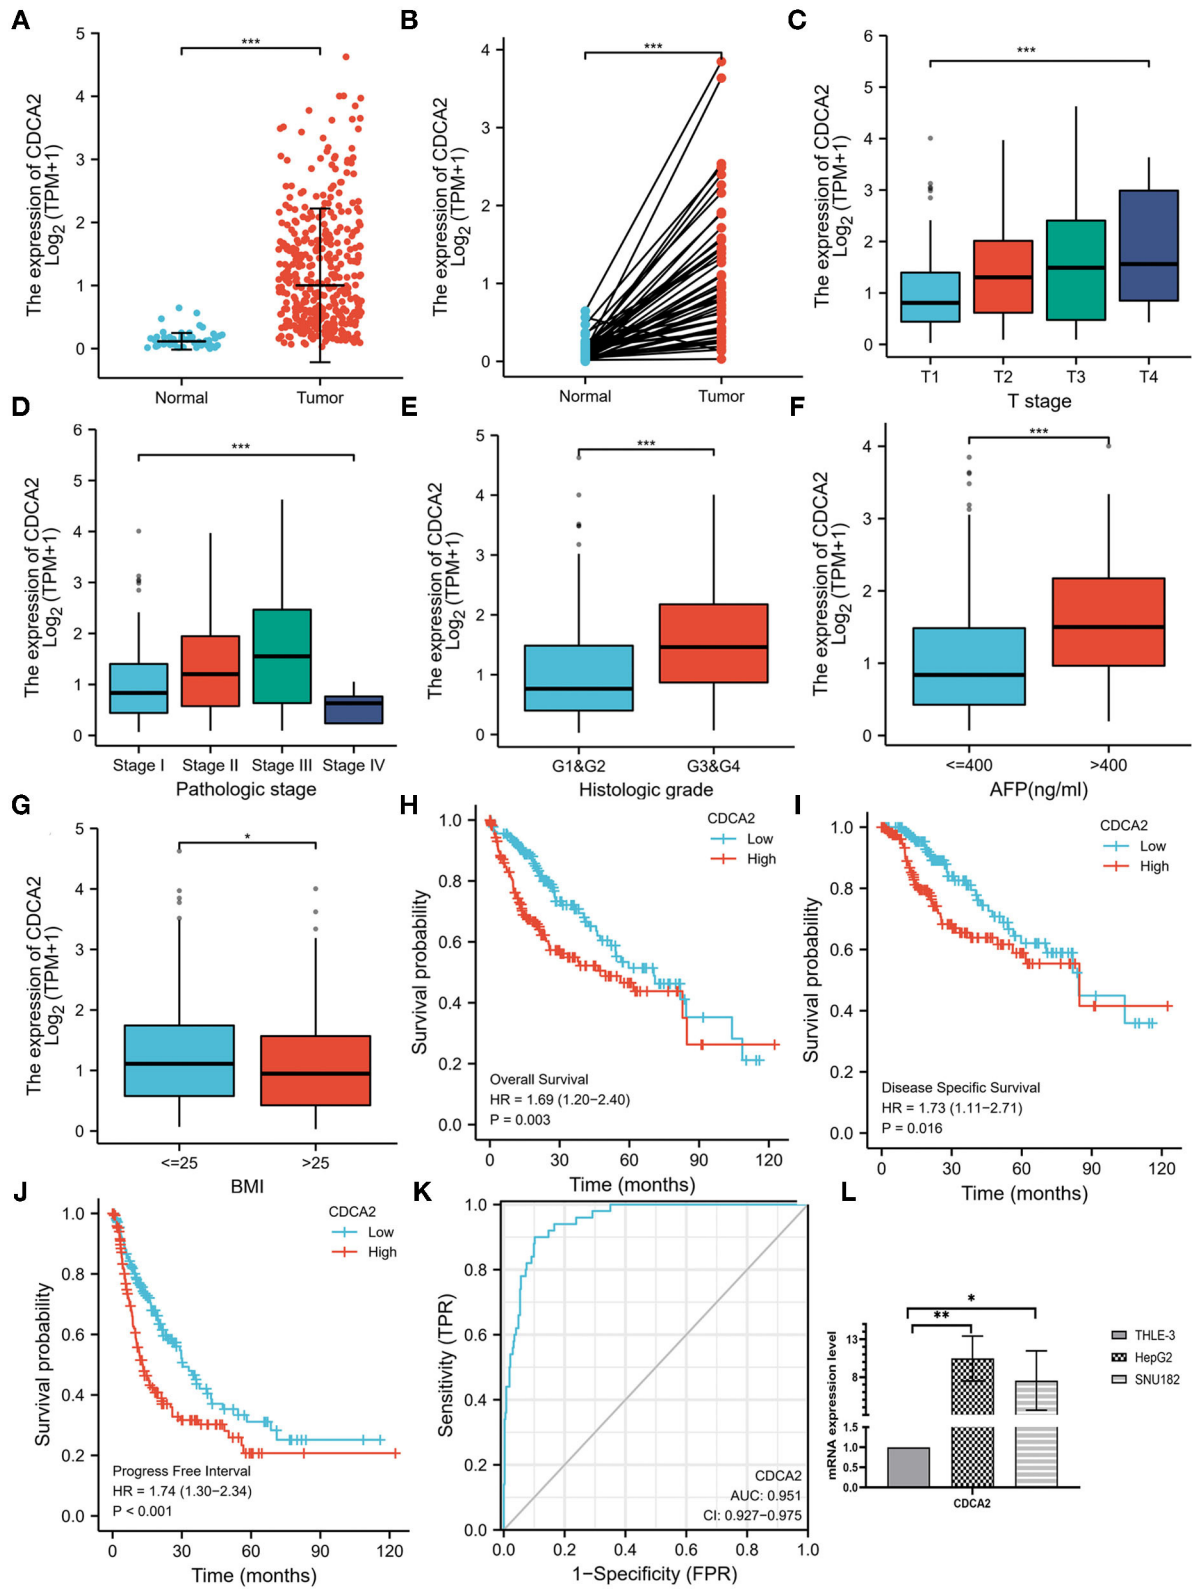 A
The expression of CDCA2
Log2 (TPM+1)
5
4
3
2
1
0
***
Normal
Tumor
B
The expression of CDCA2
Log2 (TPM+1)
4
3
2
1
0
***
Normal
Tumor
C
The expression of CDCA2
Log2 (TPM+1)
6
5
4
3
2
1
0
***
T1
T2
T3
T4
T stage
D
The expression of CDCA2
Log2 (TPM+1)
6
5
4
3
2
1
0
***
Stage I
Stage II
Stage III
Stage IV
Pathologic stage
E
The expression of CDCA2
Log2 (TPM+1)
5
4
3
2
1
0
***
G1&G2
G3&G4
Histologic grade
F
The expression of CDCA2
Log2 (TPM+1)
4
3
2
1
0
***
<=400
>400
AFP(ng/ml)
G
The expression of CDCA2
Log2 (TPM+1)
5
4
3
2
1
0
*
<=25
>25
BMI
H
Survival probability
1.0
0.8
0.6
0.4
0.2
0.0
CDCA2
Low
High
Overall Survival
HR = 1.69 (1.20−2.40)
P = 0.003
0
30
60
90
120
Time (months)
I
Survival probability
1.0
0.8
0.6
0.4
0.2
0.0
CDCA2
Low
High
Disease Specific Survival
HR = 1.73 (1.11−2.71)
P = 0.016
0
30
60
90
120
Time (months)
J
Survival probability
1.0
0.8
0.6
0.4
0.2
0.0
CDCA2
Low
High
Progress Free Interval
HR = 1.74 (1.30−2.34)
P < 0.001
0
30
60
90
120
Time (months)
K
Sensitivity (TPR)
1.0
0.8
0.6
0.4
0.2
0.0
CDCA2
AUC: 0.951
CI: 0.927−0.975
0.0
0.2
0.4
0.6
0.8
1.0
1−Specificity (FPR)
L
mRNA expression level
13
8
1.5
1.0
0.5
0.0
*
**
THLE-3
HepG2
SNU182
CDCA2